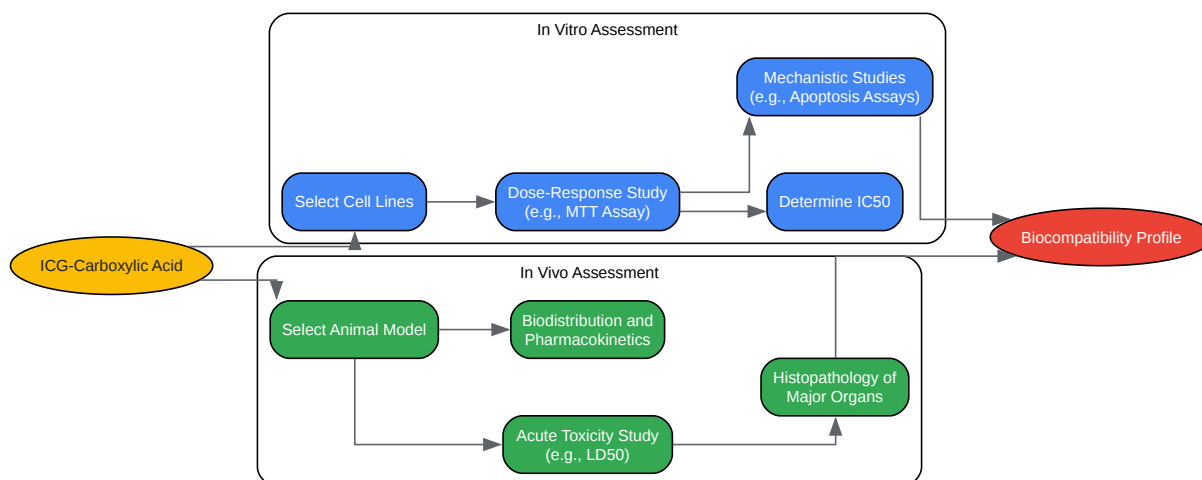 In Vitro Assessment
Mechanistic Studies
(e.g., Apoptosis Assays)
Select Cell Lines
Dose-Response Study
(e.g., MTT Assay)
Determine IC50
ICG-Carboxylic Acid
Biocompatibility Profile
In Vivo Assessment
Select Animal Model
Biodistribution and
Pharmacokinetics
Histopathology of
Major Organs
Acute Toxicity Study
(e.g., LD50)